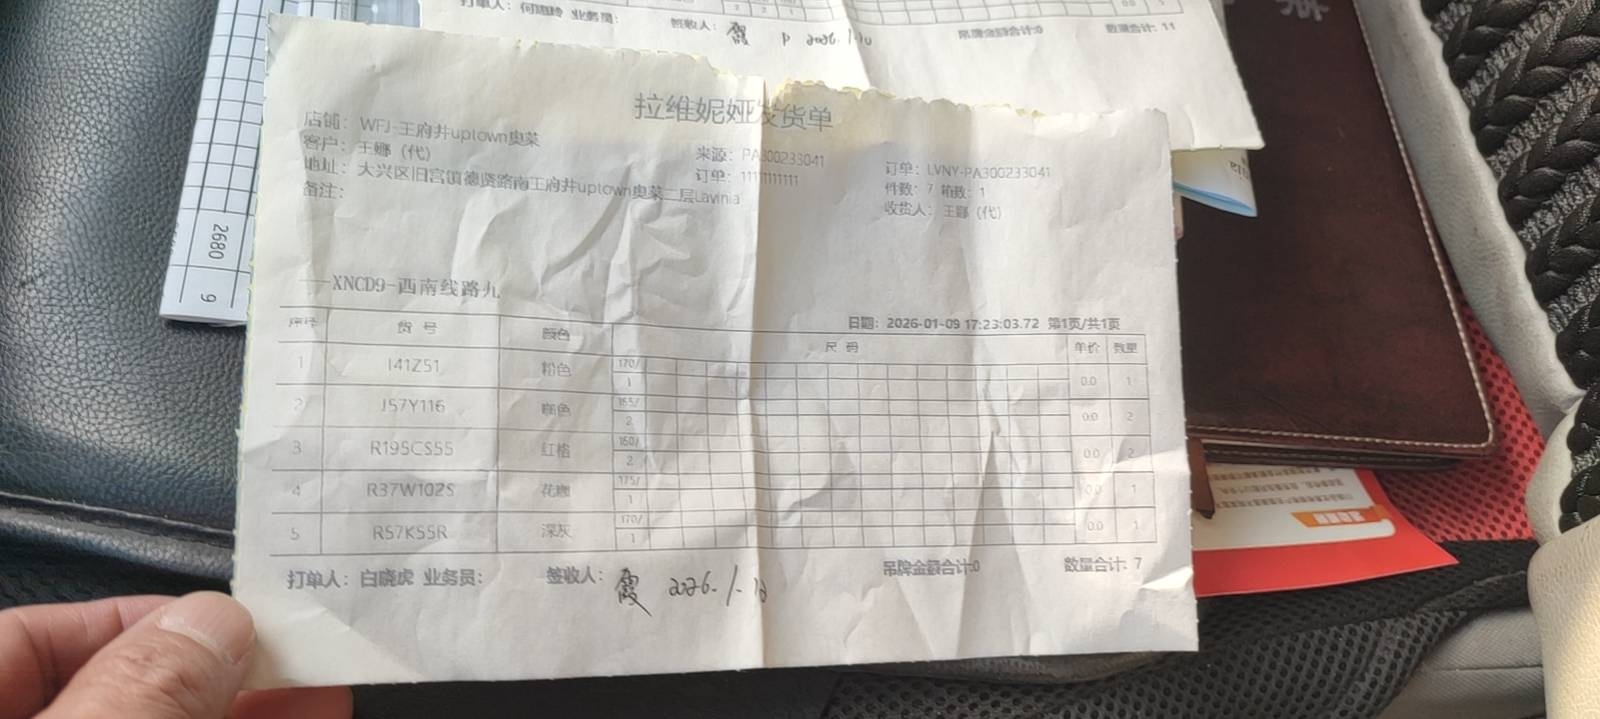 打单人：何 业务员： 签收人：霞 2026.1.10 吊牌金额合计:0 数量合计: 11
拉维妮娅发货单
店铺：WFJ-王府井uptown奥莱
客户：王娜（代） 来源：PA300233041 订单：LVNY-PA300233041
地址：大兴区旧宫镇德贤路南王府井uptown奥莱二层Lavinia 订单：1111111111 件数：7 箱数：1
备注： 收货人：王娜（代）
XNCD9-西南线路九
日期：2026-01-09 17:23:03.72 第1页/共1页
序号 货 号 颜色 尺 码 单价 数量
1 I41Z51 粉色 170/ 1 0.0 1
2 J57Y116 咖色 165/ 2 0.0 2
3 R195CS55 红格 160/ 2 0.0 2
4 R37W102S 花咖 175/ 1 0.0 1
5 R57K55R 深灰 170/ 1 0.0 1
打单人：白晓虎 业务员： 签收人：霞 2026.1.10 吊牌金额合计:0 数量合计: 7
2680
9